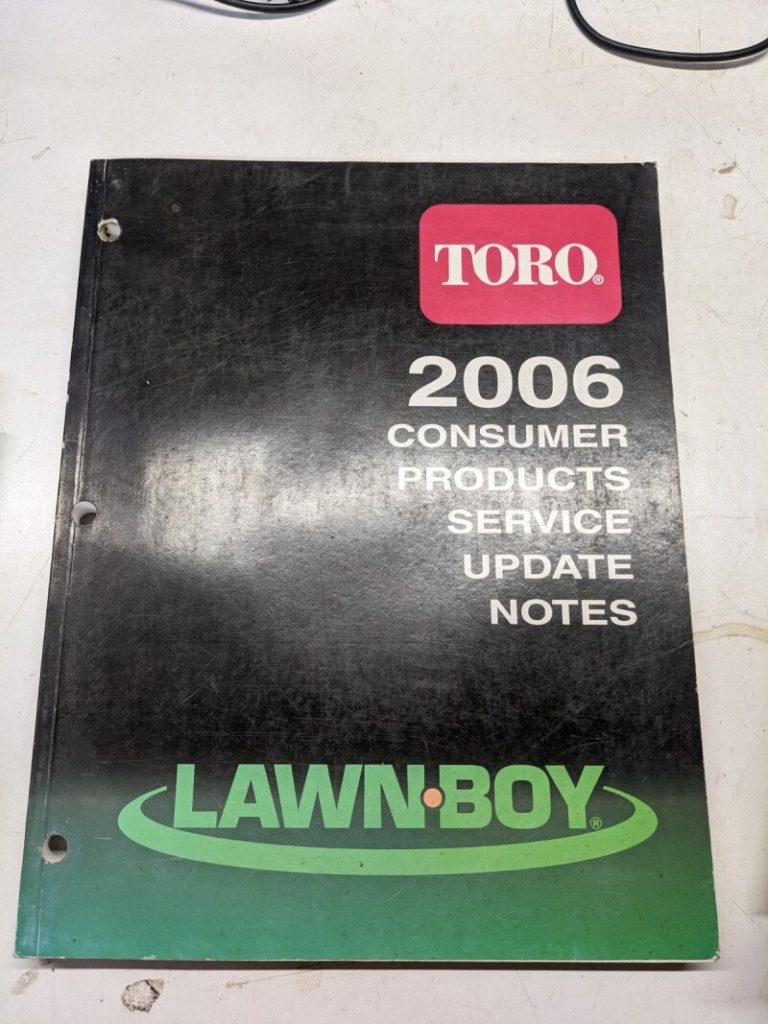 TORO®
2006
CONSUMER
PRODUCTS
SERVICE
UPDATE
NOTES
LAWN·BOY®